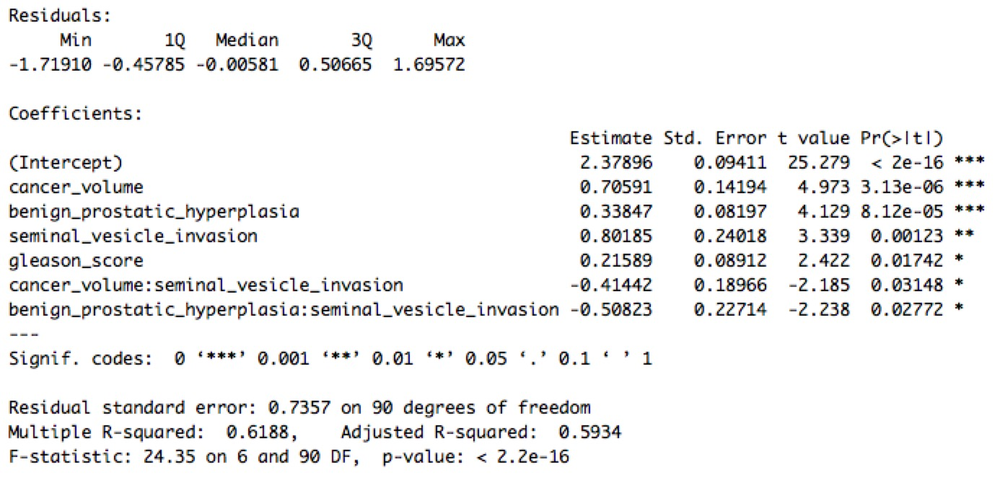 Residuals:
     Min       1Q   Median       3Q      Max
-1.71910 -0.45785 -0.00581  0.50665  1.69572

Coefficients:
                                                   Estimate Std. Error t value Pr(>|t|)
(Intercept)                                         2.37896    0.09411  25.279  < 2e-16 ***
cancer_volume                                       0.70591    0.14194   4.973 3.13e-06 ***
benign_prostatic_hyperplasia                        0.33847    0.08197   4.129 8.12e-05 ***
seminal_vesicle_invasion                            0.80185    0.24018   3.339  0.00123 **
gleason_score                                       0.21589    0.08912   2.422  0.01742 *
cancer_volume:seminal_vesicle_invasion             -0.41442    0.18966  -2.185  0.03148 *
benign_prostatic_hyperplasia:seminal_vesicle_invasion -0.50823    0.22714  -2.238  0.02772 *
---
Signif. codes:  0 ‘***’ 0.001 ‘**’ 0.01 ‘*’ 0.05 ‘.’ 0.1 ‘ ’ 1

Residual standard error: 0.7357 on 90 degrees of freedom
Multiple R-squared:  0.6188,    Adjusted R-squared:  0.5934
F-statistic: 24.35 on 6 and 90 DF,  p-value: < 2.2e-16